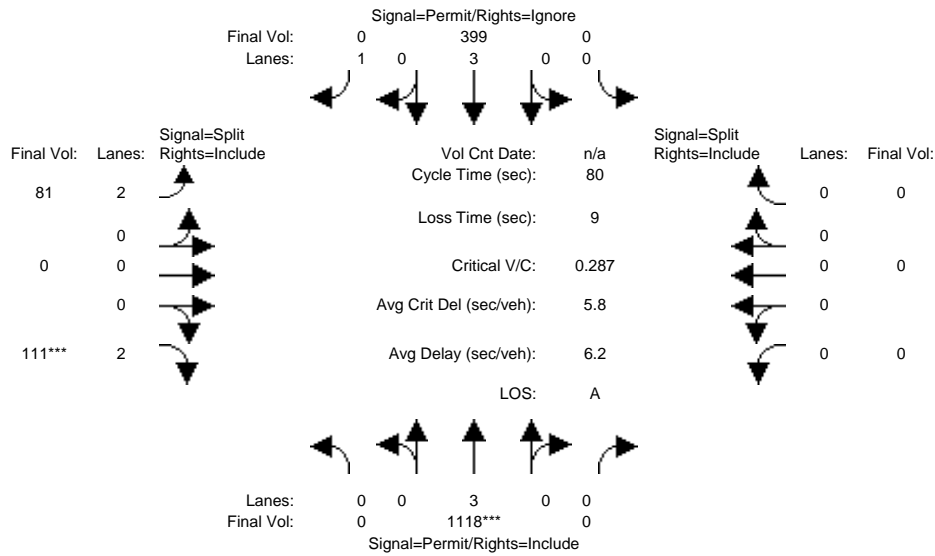 Signal=Permit/Rights=Ignore
Final Vol: 0 399 0
Lanes: 1 0 3 0 0
Signal=Split Signal=Split
Final Vol: Lanes: Rights=Include Vol Cnt Date: n/a Rights=Include Lanes: Final Vol:
Cycle Time (sec): 80
81 2 0 0
Loss Time (sec): 9
0 0
0 0 Critical V/C: 0.287 0 0
0 Avg Crit Del (sec/veh): 5.8 0
111*** 2 Avg Delay (sec/veh): 6.2 0 0
LOS: A
Lanes: 0 0 3 0 0
Final Vol: 0 1118*** 0
Signal=Permit/Rights=Include